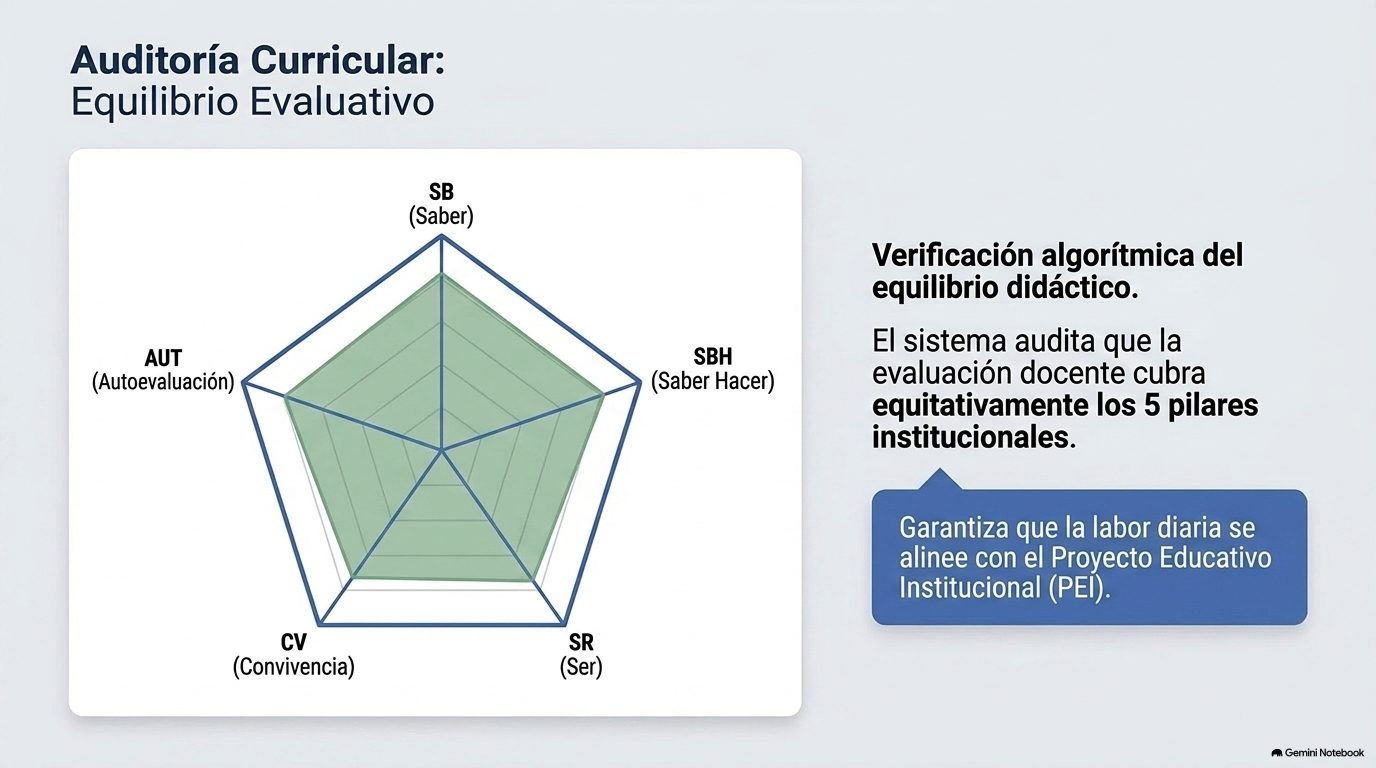 Auditoría Curricular:
Equilibrio Evaluativo
SB
(Saber)
AUT
(Autoevaluación)
SBH
(Saber Hacer)
CV
(Convivencia)
SR
(Ser)
Verificación algorítmica del
equilibrio didáctico.
El sistema audita que la
evaluación docente cubra
equitativamente los 5 pilares
institucionales.
Garantiza que la labor diaria se
alinee con el Proyecto Educativo
Institucional (PEI).
Gemini Notebook